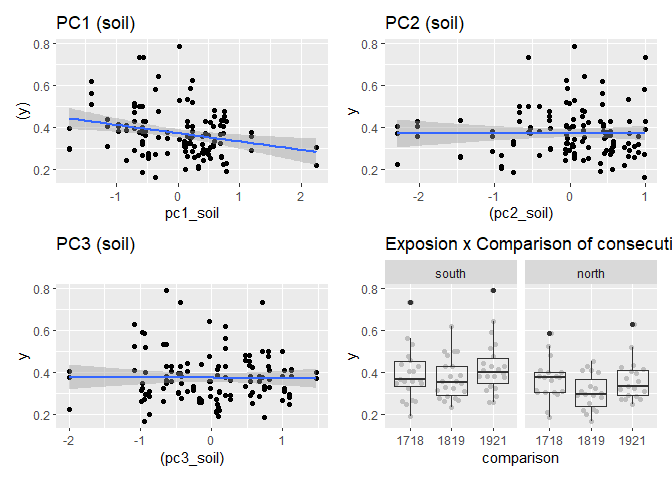 PC1 (soil)
0.8
0.6
0.4
0.2
(y)
-1
0
1
2
pc1_soil
PC2 (soil)
0.8
0.6
0.4
0.2
y
-2
-1
0
1
(pc2_soil)
PC3 (soil)
0.8
0.6
0.4
0.2
y
-2
-1
0
1
(pc3_soil)
Exposion x Comparison of consecuti
south
north
0.8
0.6
0.4
0.2
y
1718
1819
1921
1718
1819
1921
comparison